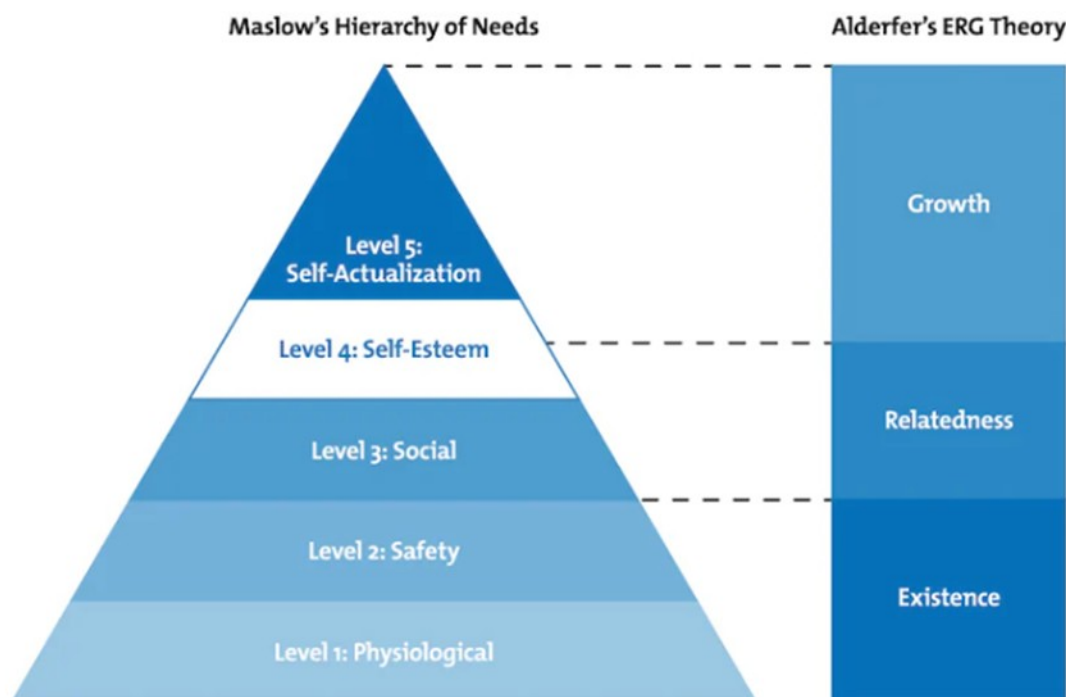 Maslow's Hierarchy of Needs
Alderfer's ERG Theory
Level 5:
Self-Actualization
Level 4: Self-Esteem
Level 3: Social
Level 2: Safety
Level 1: Physiological
Growth
Relatedness
Existence